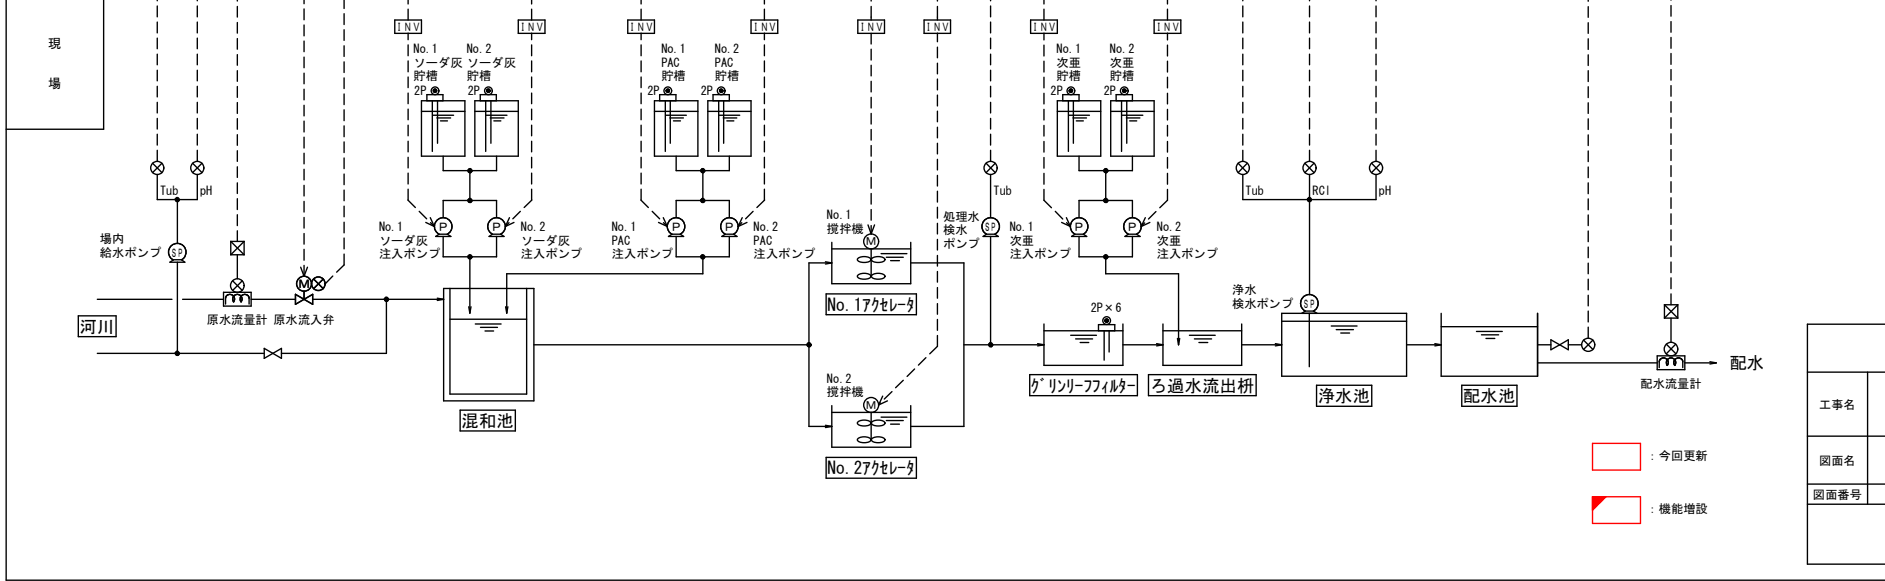 現
場
INV
INV
INV
INV
INV
INV
INV
INV
No. 1
ソーダ灰
貯槽
No. 2
ソーダ灰
貯槽
2P
2P
No. 1
PAC
貯槽
No. 2
PAC
貯槽
2P
2P
No. 1
次亜
貯槽
No. 2
次亜
貯槽
2P
2P
Tub
pH
Tub
Tub
RCl
pH
場内
給水ポンプ
SP
No. 1
ソーダ灰
注入ポンプ
P
P
No. 2
ソーダ灰
注入ポンプ
No. 1
PAC
注入ポンプ
P
P
No. 2
PAC
注入ポンプ
No. 1
撹拌機
M
処理水
検水
ポンプ
SP
No. 1
次亜
注入ポンプ
P
P
No. 2
次亜
注入ポンプ
M
浄水
検水ポンプ
SP
河川
原水流量計
原水流入弁
No. 1アクセレータ
2P×6
No. 2
撹拌機
M
混和池
No. 2アクセレータ
グリンリーフフィルター
ろ過水流出枡
浄水池
配水池
配水流量計
配水
：今回更新
：機能増設
工事名
図面名
図面番号